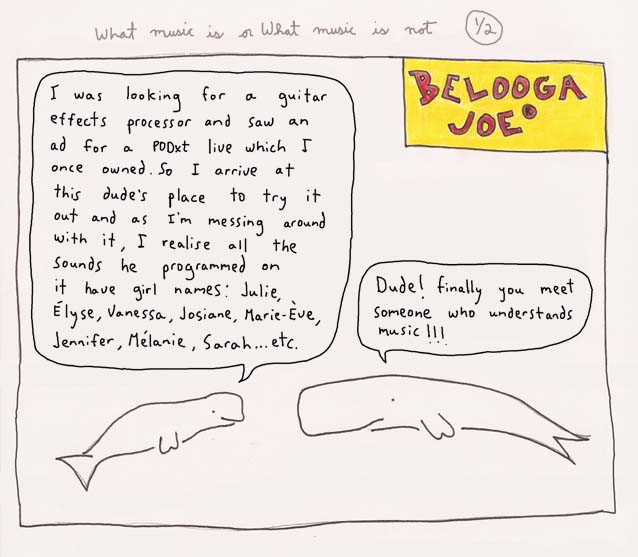 What music is or What music is not 1/2
BELOOGA
JOE®
I was looking for a guitar
effects processor and saw an
ad for a PODxt live which I
once owned. So I arrive at
this dude's place to try it
out and as I'm messing around
with it, I realise all the
sounds he programmed on
it have girl names: Julie,
Élyse, Vanessa, Josiane, Marie-Ève,
Jennifer, Mélanie, Sarah...etc.
Dude! finally you meet
someone who understands
music!!!